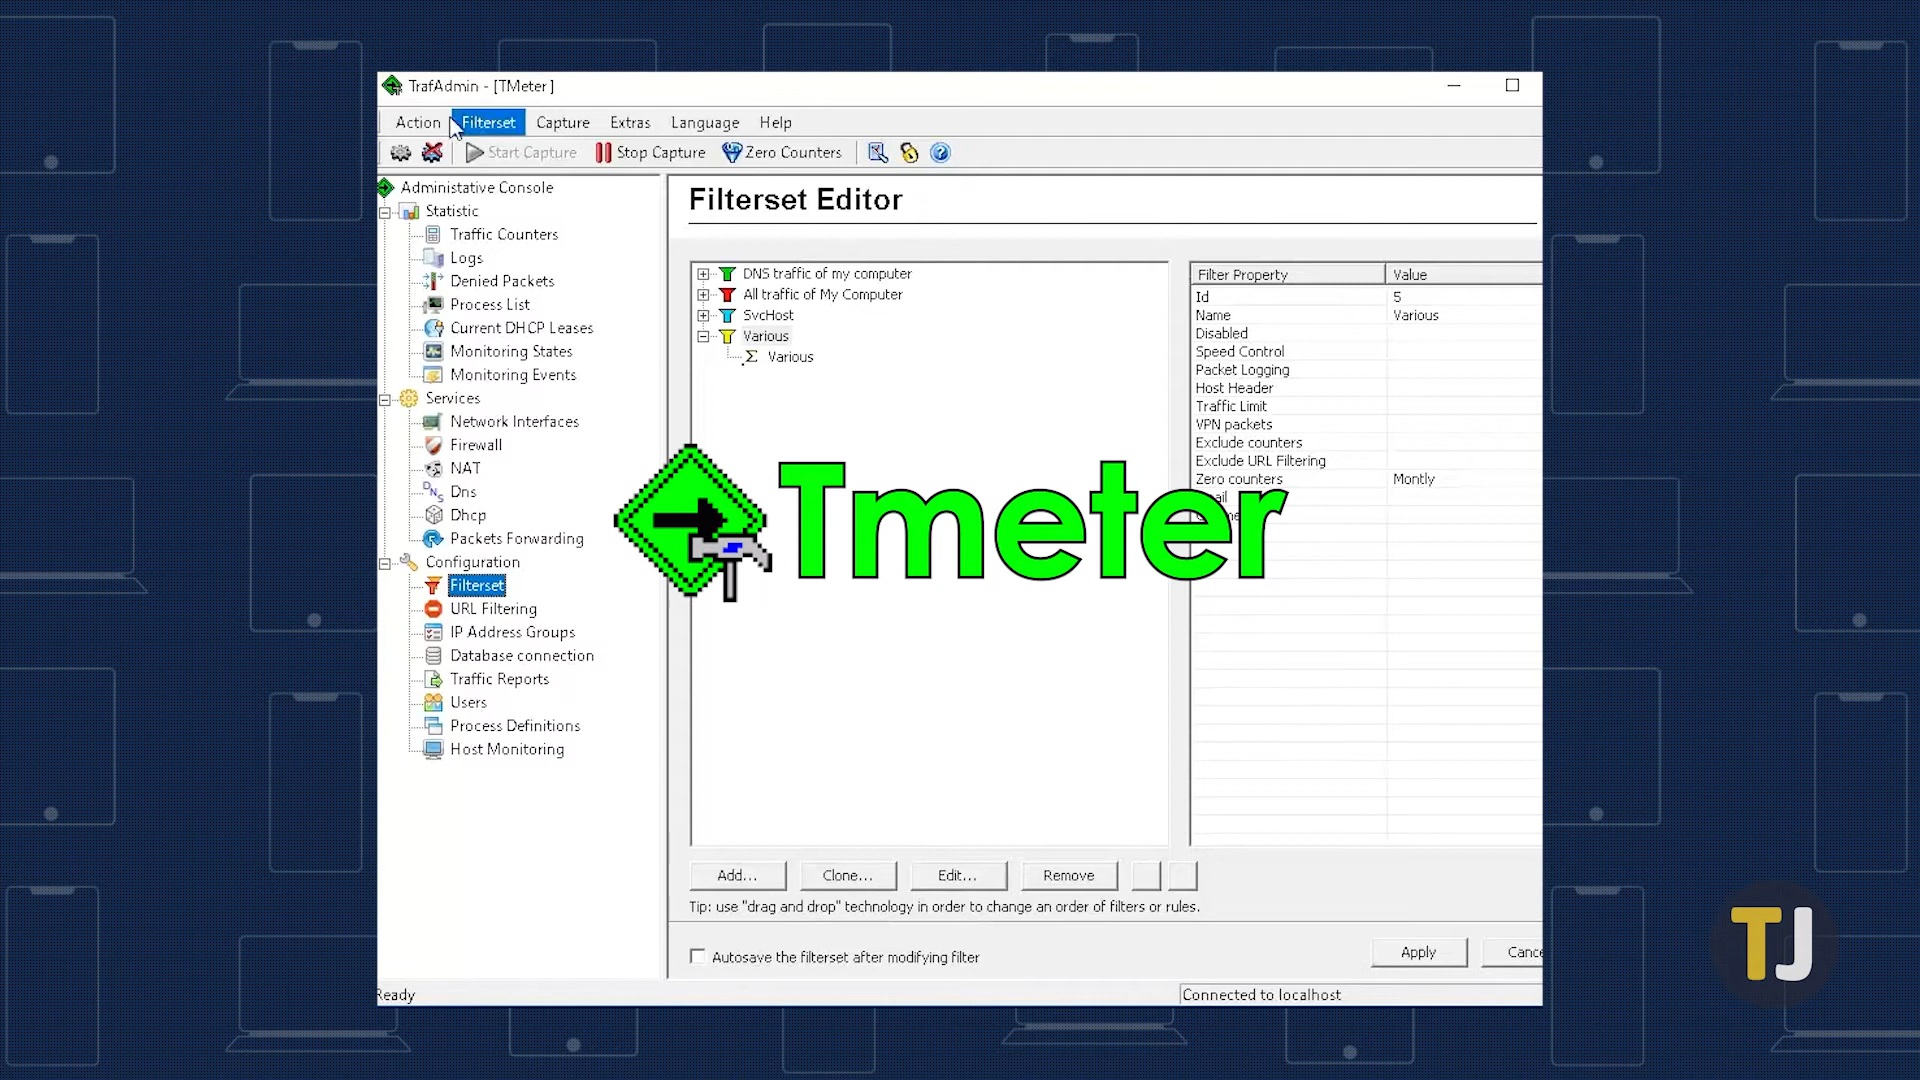 TrafAdmin - [TMeter]
Action Filterset Capture Extras Language Help
Start Capture Stop Capture Zero Counters
Administative Console
Statistic
Traffic Counters
Logs
Denied Packets
Process List
Current DHCP Leases
Monitoring States
Monitoring Events
Services
Network Interfaces
Firewall
NAT
Dns
Dhcp
Packets Forwarding
Configuration
Filterset
URL Filtering
IP Address Groups
Database connection
Traffic Reports
Users
Process Definitions
Host Monitoring
Filterset Editor
DNS traffic of my computer
All traffic of My Computer
SvcHost
Various
Various
Filter Property Value
Id 5
Name Various
Disabled
Speed Control
Packet Logging
Host Header
Traffic Limit
VPN packets
Exclude counters
Exclude URL Filtering
Zero counters Montly
Tmeter
Add... Clone... Edit... Remove
Tip: use "drag and drop" technology in order to change an order of filters or rules.
Autosave the filterset after modifying filter
Apply Cance
Ready Connected to localhost
TJ